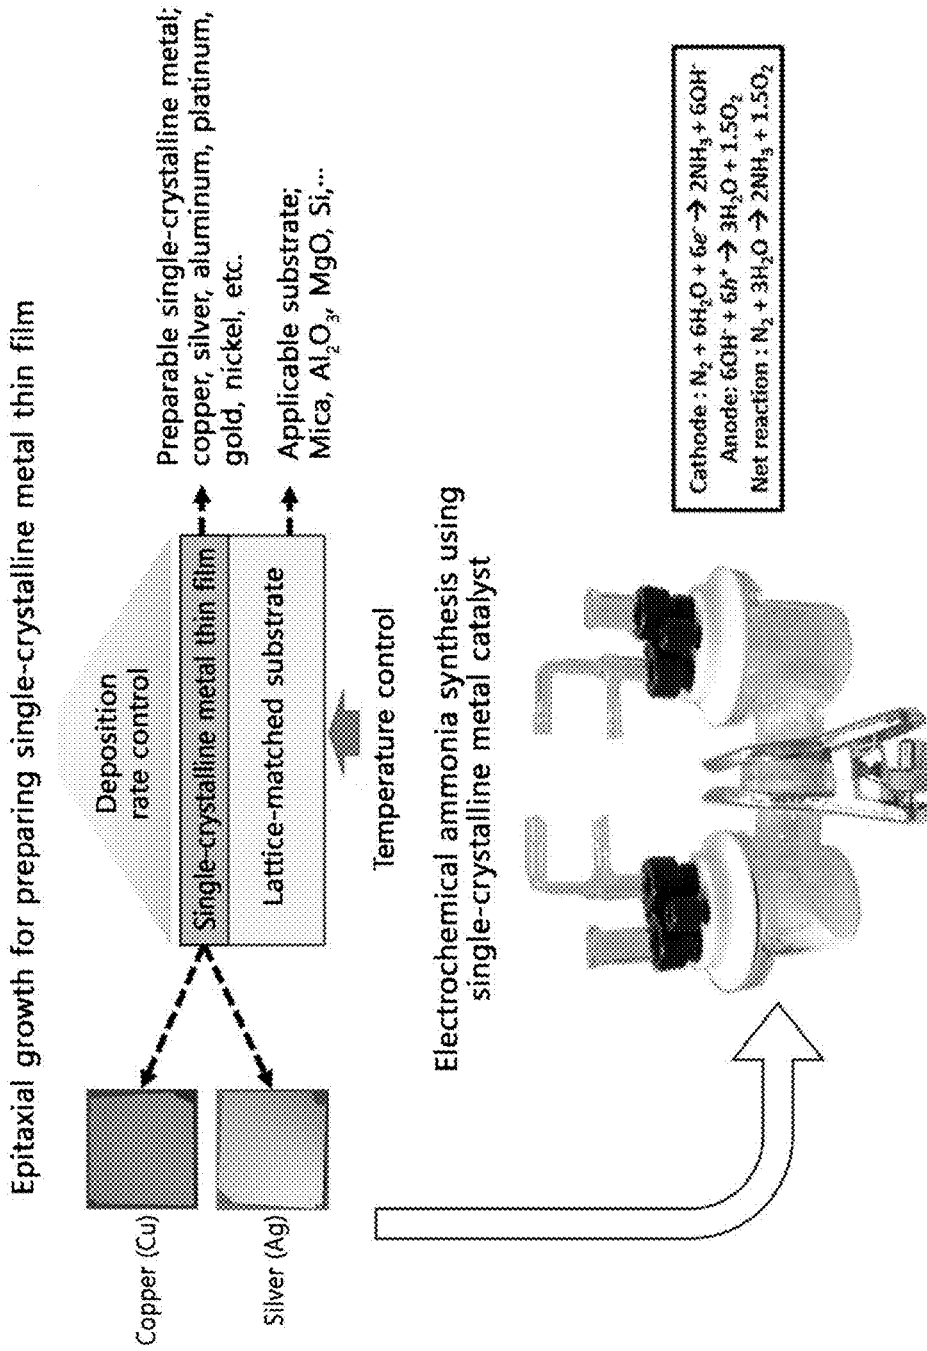 Epitaxial growth for preparing single-crystalline metal thin film
Copper (Cu)
Silver (Ag)
Deposition
rate control
Single-crystalline metal thin film
Lattice-matched substrate
Temperature control
Preparable single-crystalline metal;
copper, silver, aluminum, platinum,
gold, nickel, etc.
Applicable substrate;
Mica, Al₂O₃, MgO, Si,...
Electrochemical ammonia synthesis using
single-crystalline metal catalyst
Cathode : N₂ + 6H₂O + 6e⁻ → 2NH₃ + 6OH⁻
Anode: 6OH⁻ + 6h⁺ → 3H₂O + 1.5O₂
Net reaction : N₂ + 3H₂O → 2NH₃ + 1.5O₂